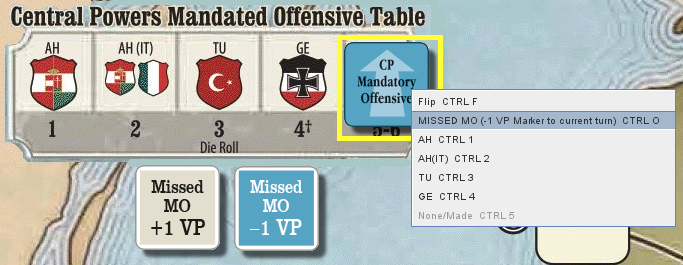 Central Powers Mandated Offensive Table
AH
AH (IT)
TU
GE
CP
Mandatory
Offensive
1
2
3
4†
5-6
Die Roll
Flip CTRL F
MISSED MO (-1 VP Marker to current turn) CTRL O
AH CTRL 1
AH(IT) CTRL 2
TU CTRL 3
GE CTRL 4
None/Made CTRL 5
Missed
MO
+1 VP
Missed
MO
–1 VP